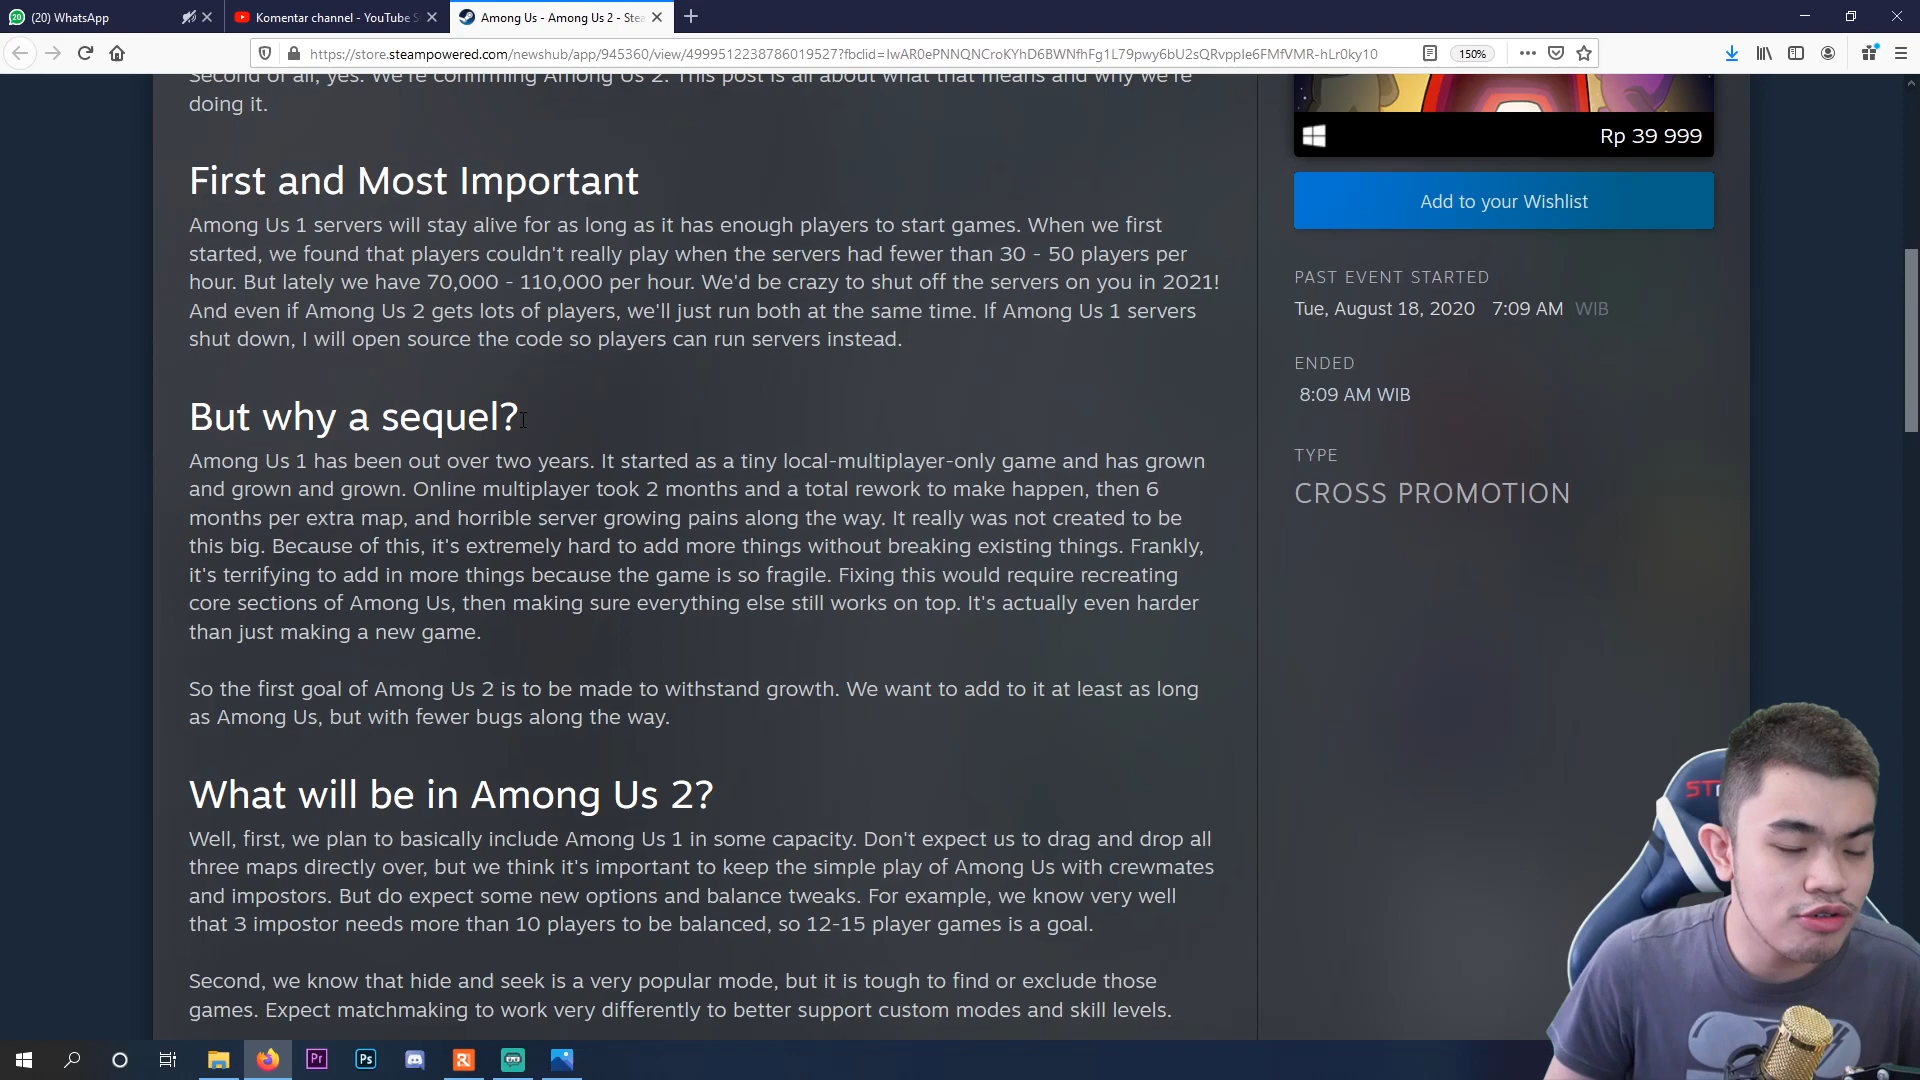 (20) WhatsApp
Komentar channel - YouTube S
Among Us - Among Us 2 - Stea
https://store.steampowered.com/newshub/app/945360/view/4999512238786019527?fbclid=IwAR0ePNNQNCroKYhD6BWNfhFg1L79pwy6bU2sQRvppIe6FMfVMR-hLr0ky10
150%
Second of all, yes. We're confirming Among Us 2. This post is all about what that means and why we're
doing it.
First and Most Important
Among Us 1 servers will stay alive for as long as it has enough players to start games. When we first
started, we found that players couldn't really play when the servers had fewer than 30 - 50 players per
hour. But lately we have 70,000 - 110,000 per hour. We'd be crazy to shut off the servers on you in 2021!
And even if Among Us 2 gets lots of players, we'll just run both at the same time. If Among Us 1 servers
shut down, I will open source the code so players can run servers instead.
But why a sequel?
Among Us 1 has been out over two years. It started as a tiny local-multiplayer-only game and has grown
and grown and grown. Online multiplayer took 2 months and a total rework to make happen, then 6
months per extra map, and horrible server growing pains along the way. It really was not created to be
this big. Because of this, it's extremely hard to add more things without breaking existing things. Frankly,
it's terrifying to add in more things because the game is so fragile. Fixing this would require recreating
core sections of Among Us, then making sure everything else still works on top. It's actually even harder
than just making a new game.
So the first goal of Among Us 2 is to be made to withstand growth. We want to add to it at least as long
as Among Us, but with fewer bugs along the way.
What will be in Among Us 2?
Well, first, we plan to basically include Among Us 1 in some capacity. Don't expect us to drag and drop all
three maps directly over, but we think it's important to keep the simple play of Among Us with crewmates
and impostors. But do expect some new options and balance tweaks. For example, we know very well
that 3 impostor needs more than 10 players to be balanced, so 12-15 player games is a goal.
Second, we know that hide and seek is a very popular mode, but it is tough to find or exclude those
games. Expect matchmaking to work very differently to better support custom modes and skill levels.
Rp 39 999
Add to your Wishlist
PAST EVENT STARTED
Tue, August 18, 2020 7:09 AM WIB
ENDED
8:09 AM WIB
TYPE
CROSS PROMOTION
Pr
Ps